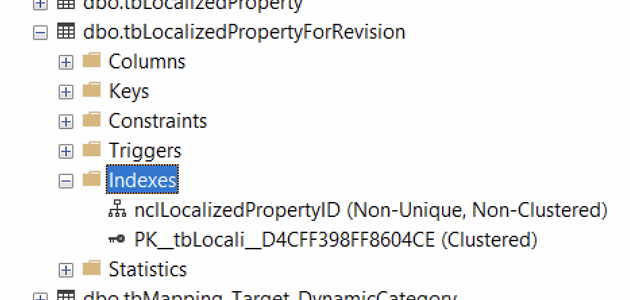 dbo.tbLocalizedProperty
dbo.tbLocalizedPropertyForRevision
Columns
Keys
Constraints
Triggers
Indexes
nclLocalizedPropertyID (Non-Unique, Non-Clustered)
PK__tbLocali__D4CFF398FF8604CE (Clustered)
Statistics
dbo.tbMapping_Target_DynamicCategory